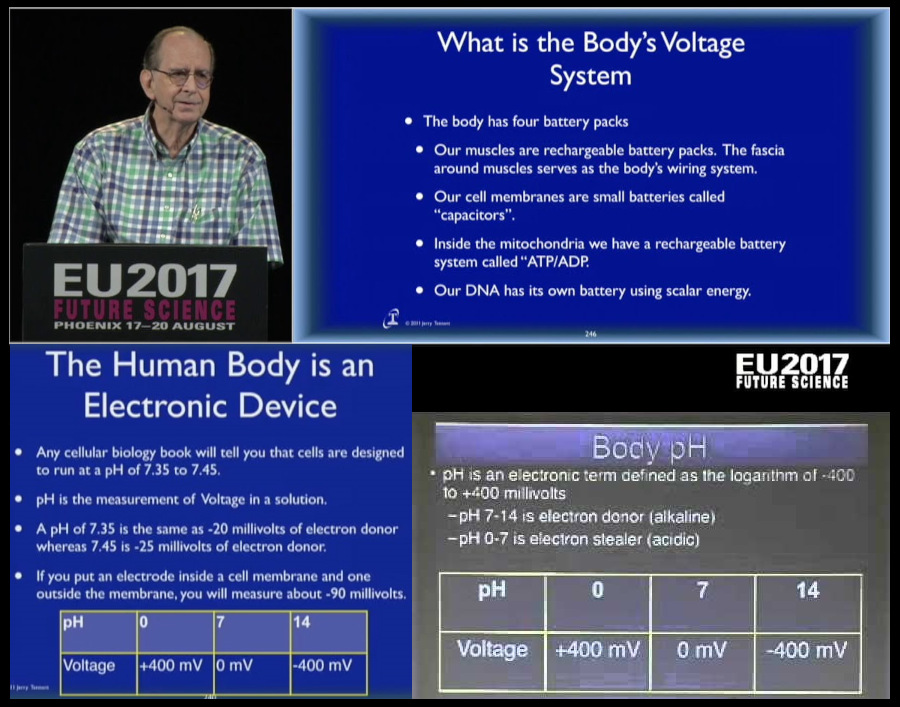 What is the Body's Voltage
System
• The body has four battery packs
• Our muscles are rechargeable battery packs. The fascia
around muscles serves as the body's wiring system.
• Our cell membranes are small batteries called
"capacitors".
• Inside the mitochondria we have a rechargeable battery
system called "ATP/ADP.
• Our DNA has its own battery using scalar energy.
246
EU2017
FUTURE SCIENCE
PHOENIX 17–20 AUGUST
The Human Body is an
Electronic Device
• Any cellular biology book will tell you that cells are designed
to run at a pH of 7.35 to 7.45.
• pH is the measurement of Voltage in a solution.
• A pH of 7.35 is the same as -20 millivolts of electron donor
whereas 7.45 is -25 millivolts of electron donor.
• If you put an electrode inside a cell membrane and one
outside the membrane, you will measure about -90 millivolts.
pH 0 7 14
Voltage +400 mV 0 mV -400 mV
EU2017
FUTURE SCIENCE
Body pH
• pH is an electronic term defined as the logarithm of -400
to +400 millivolts
–pH 7-14 is electron donor (alkaline)
–pH 0-7 is electron stealer (acidic)
pH 0 7 14
Voltage +400 mV 0 mV -400 mV